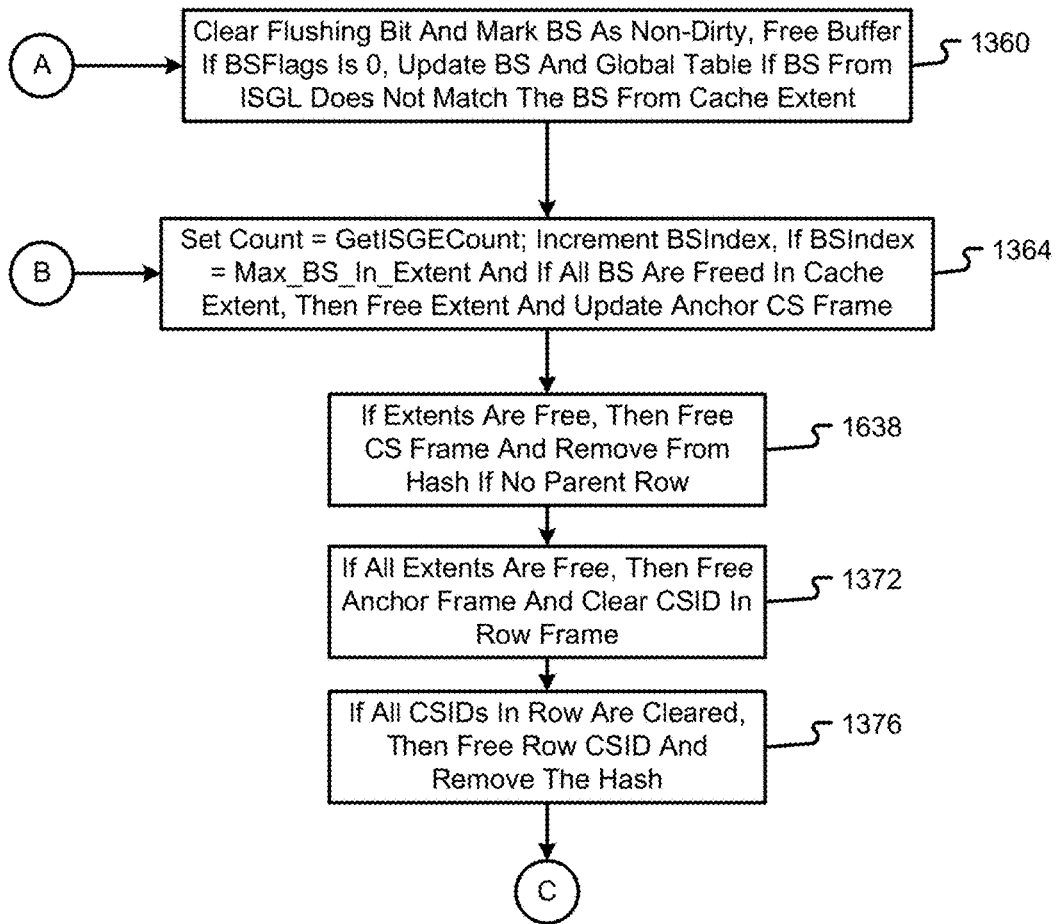 A
Clear Flushing Bit And Mark BS As Non-Dirty, Free Buffer
If BSFlags Is 0, Update BS And Global Table If BS From
ISGL Does Not Match The BS From Cache Extent
1360
B
Set Count = GetISGECount; Increment BSIndex, If BSIndex
= Max_BS_In_Extent And If All BS Are Freed In Cache
Extent, Then Free Extent And Update Anchor CS Frame
1364
If Extents Are Free, Then Free
CS Frame And Remove From
Hash If No Parent Row
1638
If All Extents Are Free, Then Free
Anchor Frame And Clear CSID In
Row Frame
1372
If All CSIDs In Row Are Cleared,
Then Free Row CSID And
Remove The Hash
1376
C